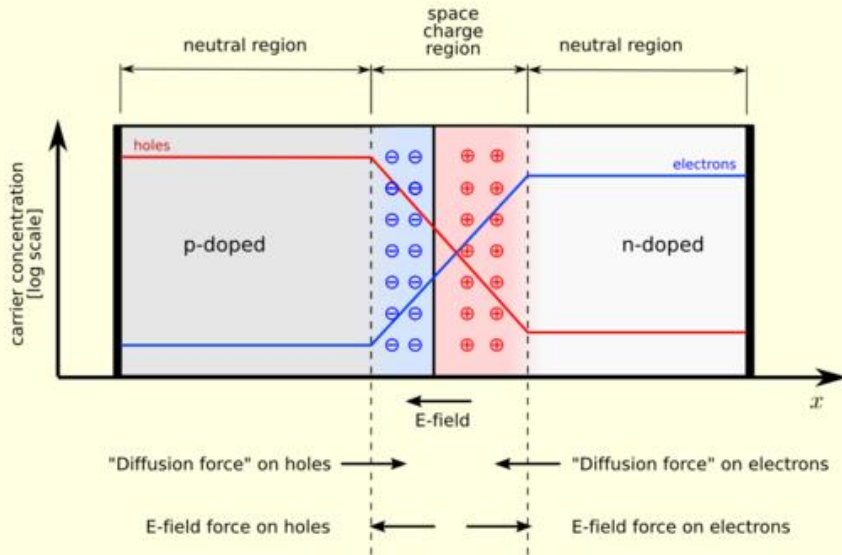 space
charge
region
neutral region
neutral region
carrier concentration
[log scale]
holes
electrons
p-doped
n-doped
x
E-field
"Diffusion force" on holes
"Diffusion force" on electrons
E-field force on holes
E-field force on electrons